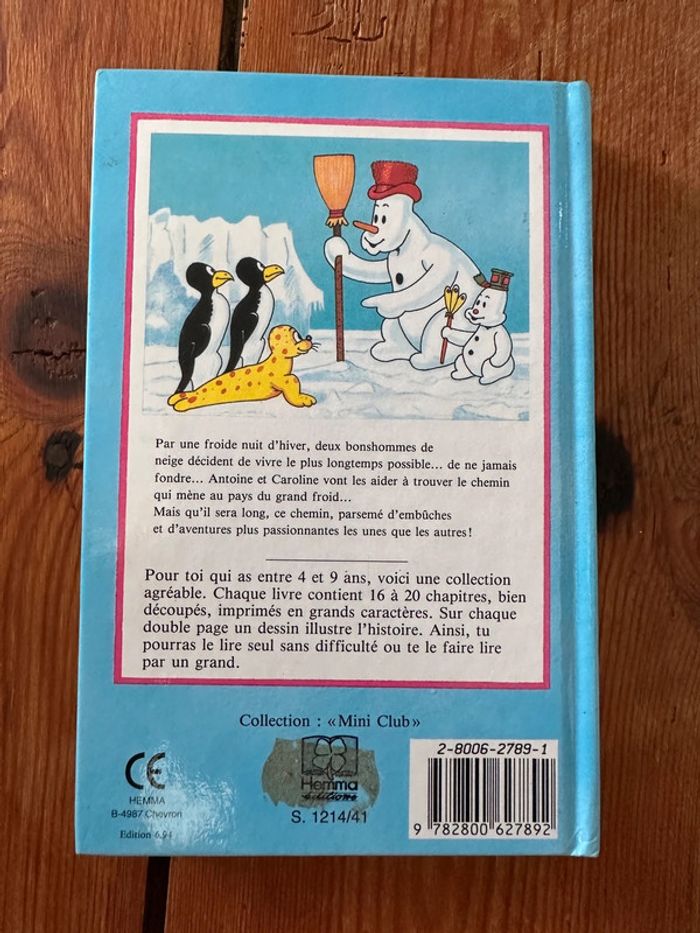 Par une froide nuit d'hiver, deux bonshommes de
neige décident de vivre le plus longtemps possible... de ne jamais
fondre... Antoine et Caroline vont les aider à trouver le chemin
qui mène au pays du grand froid...
Mais qu'il sera long, ce chemin, parsemé d'embûches
et d'aventures plus passionnantes les unes que les autres!
Pour toi qui as entre 4 et 9 ans, voici une collection
agréable. Chaque livre contient 16 à 20 chapitres, bien
découpés, imprimés en grands caractères. Sur chaque
double page un dessin illustre l'histoire. Ainsi, tu
pourras le lire seul sans difficulté ou te le faire lire
par un grand.
Collection : «Mini Club»
CE
HEMMA
B-4987 Chevron
Edition 6.94
Hemma
éditions
S. 1214/41
2-8006-2789-1
9 782800 627892